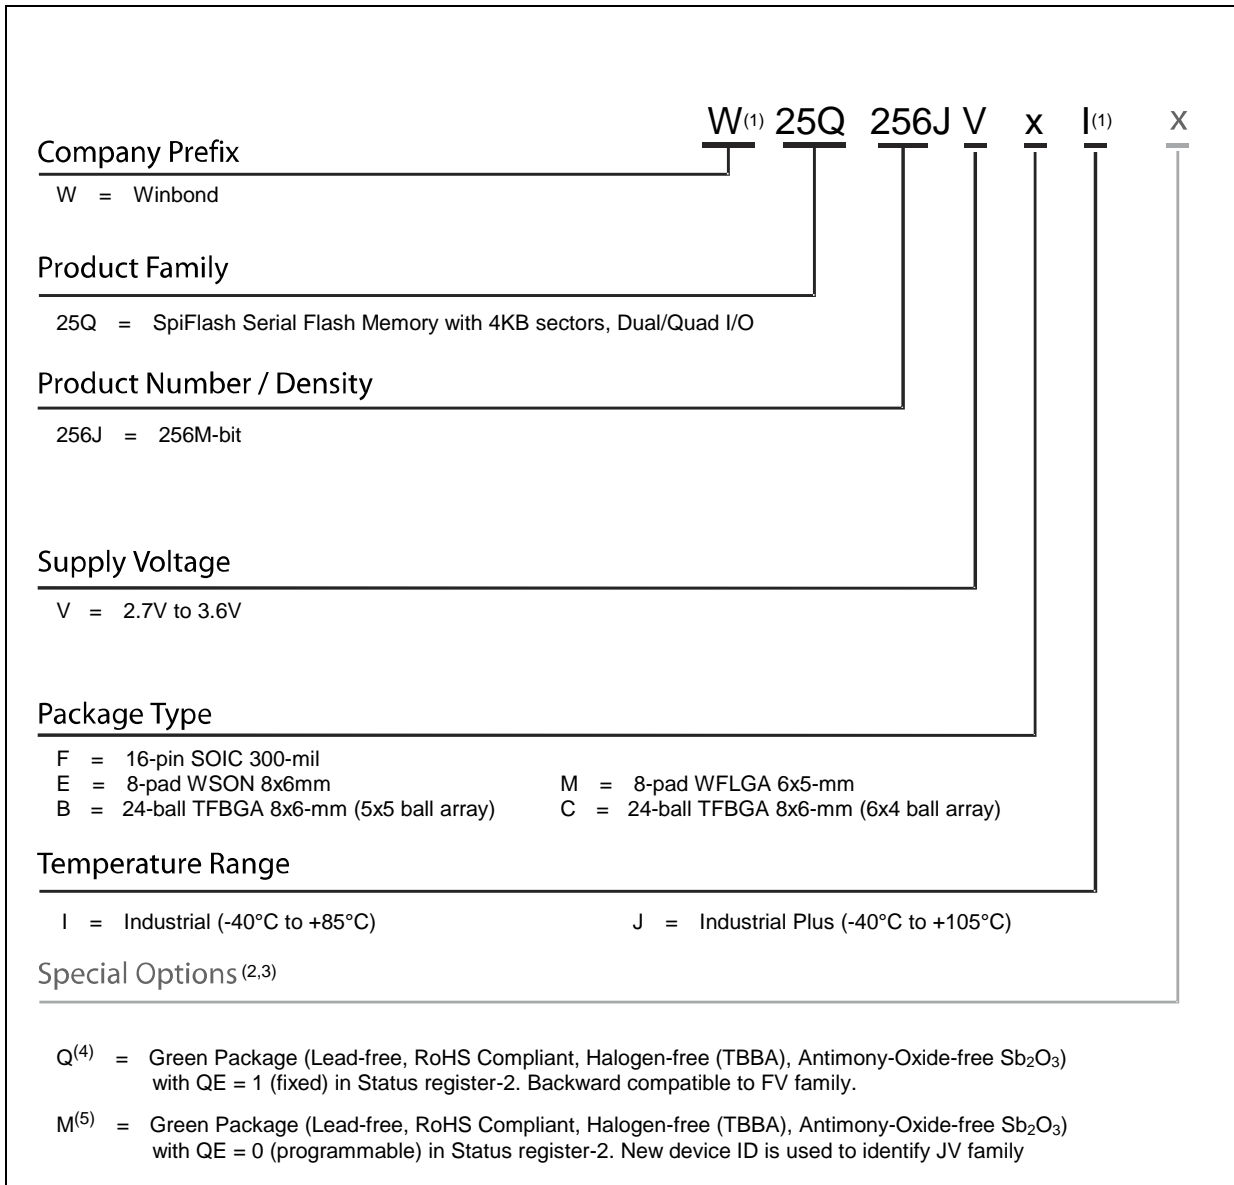 W(1) 25Q 256J V x I(1) x
Company Prefix
W = Winbond
Product Family
25Q = SpiFlash Serial Flash Memory with 4KB sectors, Dual/Quad I/O
Product Number / Density
256J = 256M-bit
Supply Voltage
V = 2.7V to 3.6V
Package Type
F = 16-pin SOIC 300-mil
E = 8-pad WSON 8x6mm M = 8-pad WFLGA 6x5-mm
B = 24-ball TFBGA 8x6-mm (5x5 ball array) C = 24-ball TFBGA 8x6-mm (6x4 ball array)
Temperature Range
I = Industrial (-40°C to +85°C) J = Industrial Plus (-40°C to +105°C)
Special Options (2,3)
Q(4) = Green Package (Lead-free, RoHS Compliant, Halogen-free (TBBA), Antimony-Oxide-free Sb₂O₃)
with QE = 1 (fixed) in Status register-2. Backward compatible to FV family.
M(5) = Green Package (Lead-free, RoHS Compliant, Halogen-free (TBBA), Antimony-Oxide-free Sb₂O₃)
with QE = 0 (programmable) in Status register-2. New device ID is used to identify JV family